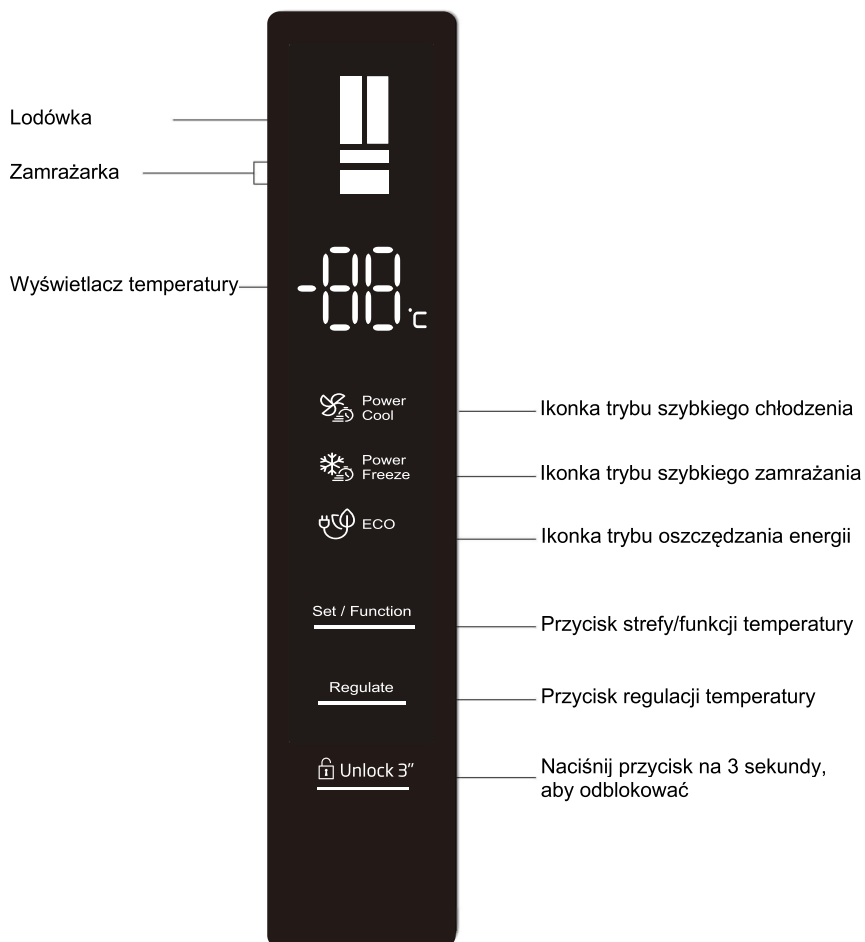 Lodówka
Zamrażarka
Wyświetlacz temperatury
-88 °C
Power
Cool
Ikonka trybu szybkiego chłodzenia
Power
Freeze
Ikonka trybu szybkiego zamrażania
ECO
Ikonka trybu oszczędzania energii
Set / Function
Przycisk strefy/funkcji temperatury
Regulate
Przycisk regulacji temperatury
Unlock 3”
Naciśnij przycisk na 3 sekundy,
aby odblokować